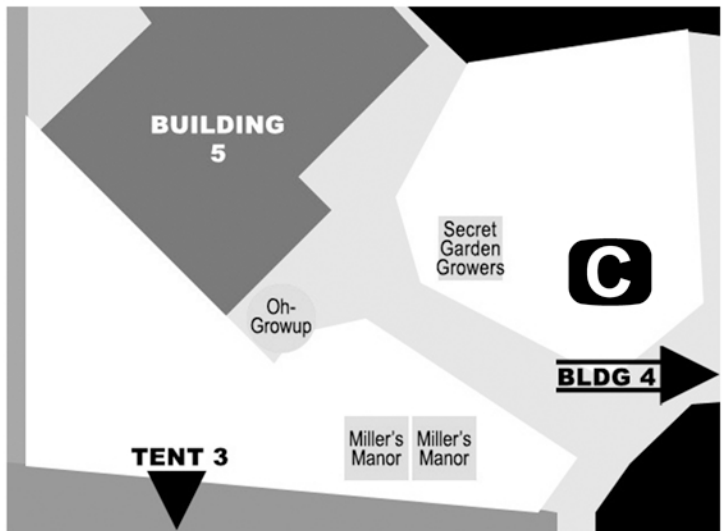 BUILDING
5
Secret
Garden
Growers
C
Oh-
Growup
BLDG 4
Miller's
Manor
Miller's
Manor
TENT 3